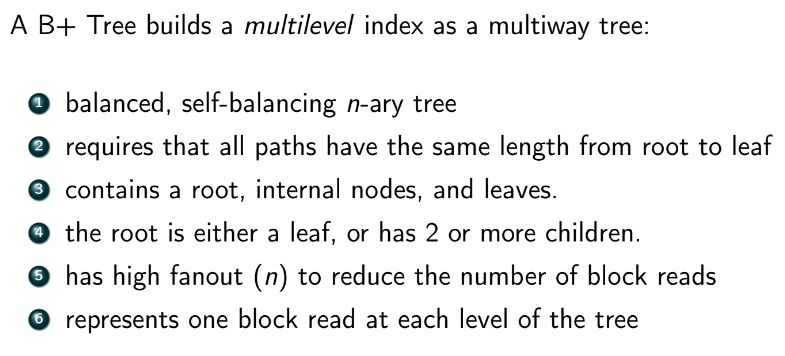 A B+ Tree builds a multilevel index as a multiway tree:
1 balanced, self-balancing n-ary tree
2 requires that all paths have the same length from root to leaf
3 contains a root, internal nodes, and leaves.
4 the root is either a leaf, or has 2 or more children.
5 has high fanout (n) to reduce the number of block reads
6 represents one block read at each level of the tree